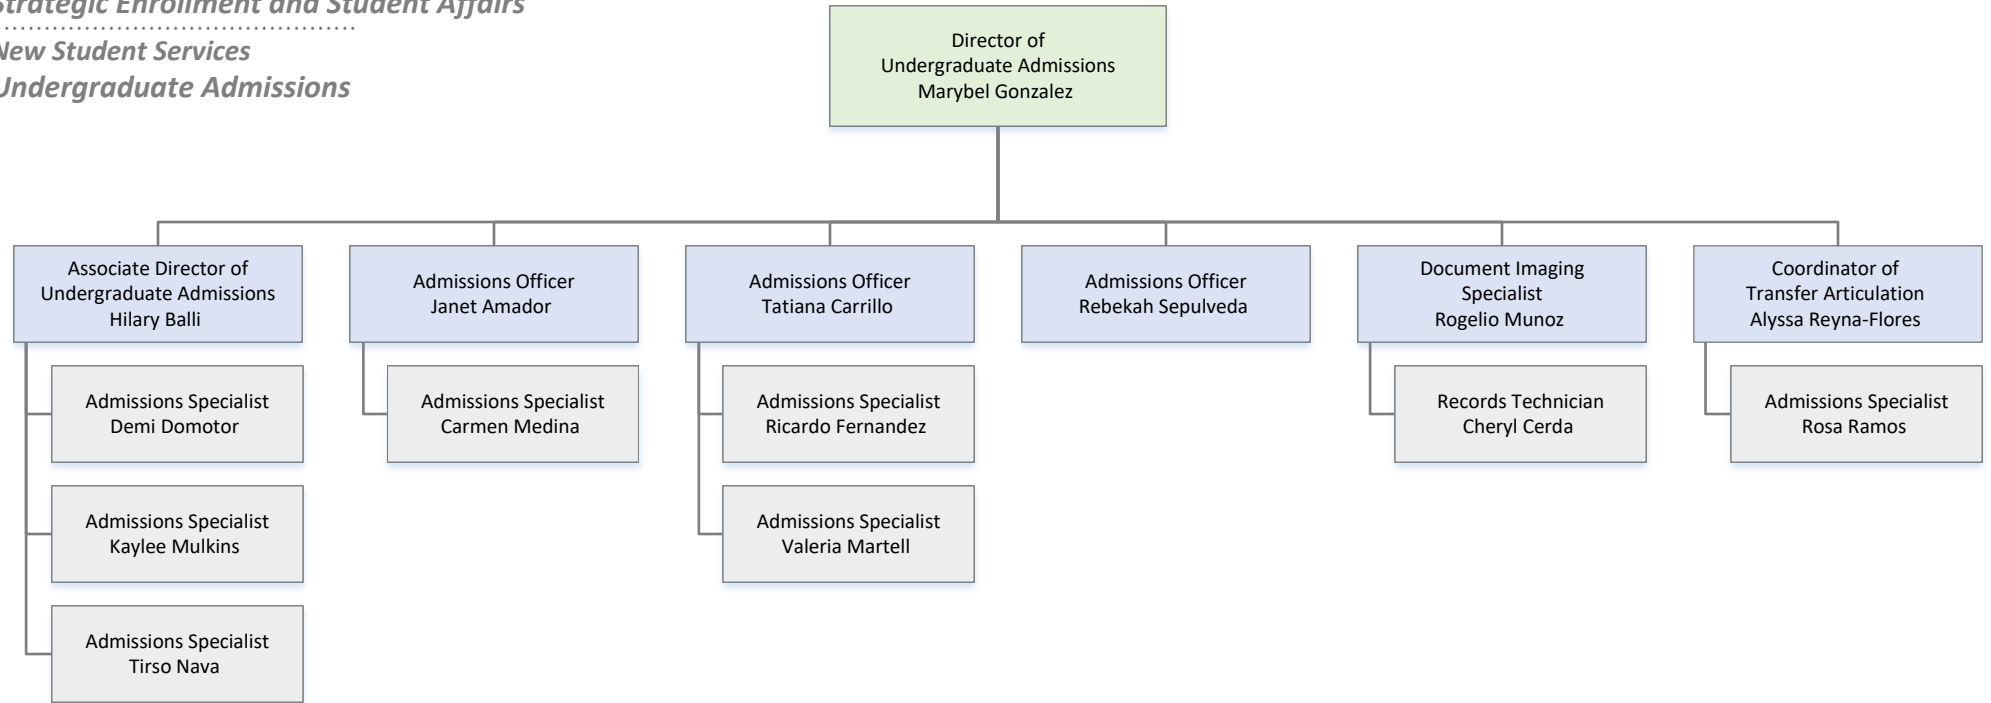 Strategic Enrollment and Student Affairs
New Student Services
Undergraduate Admissions
Director of
Undergraduate Admissions
Marybel Gonzalez
Associate Director of
Undergraduate Admissions
Hilary Balli
Admissions Officer
Janet Amador
Admissions Officer
Tatiana Carrillo
Admissions Officer
Rebekah Sepulveda
Document Imaging
Specialist
Rogelio Munoz
Coordinator of
Transfer Articulation
Alyssa Reyna-Flores
Admissions Specialist
Demi Domotor
Admissions Specialist
Carmen Medina
Admissions Specialist
Ricardo Fernandez
Records Technician
Cheryl Cerda
Admissions Specialist
Rosa Ramos
Admissions Specialist
Kaylee Mulkins
Admissions Specialist
Valeria Martell
Admissions Specialist
Tirso Nava